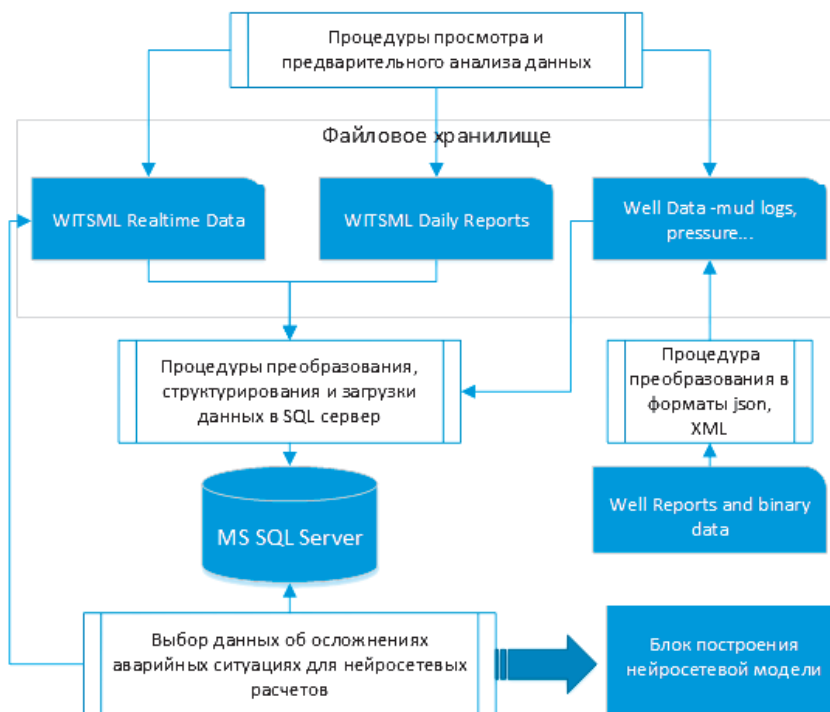 Процедуры просмотра и
предварительного анализа данных
Файловое хранилище
WITSML Realtime Data
WITSML Daily Reports
Well Data -mud logs,
pressure...
Процедуры преобразования,
структурирования и загрузки
данных в SQL сервер
Процедура
преобразования в
форматы json,
XML
MS SQL Server
Well Reports and binary
data
Выбор данных об осложнениях
аварийных ситуациях для нейросетевых
расчетов
Блок построения
нейросетевой модели